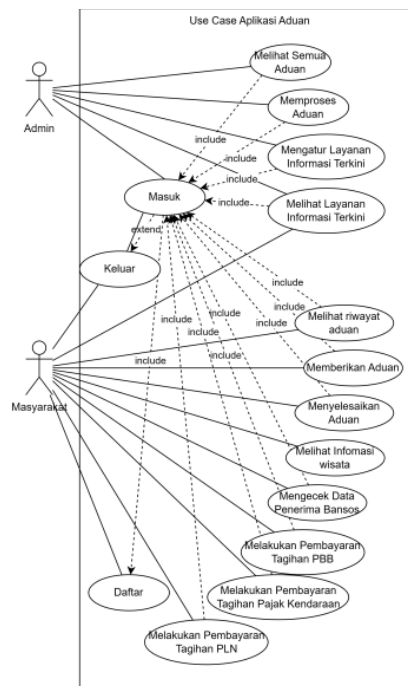 Use Case Aplikasi Aduan
Melihat Semua
Aduan
Admin
Memproses
Aduan
include
include
Mengatur Layanan
Informasi Terkini
include
Masuk
include
Melihat Layanan
Informasi Terkini
extend
Keluar
include
include
Melihat riwayat
aduan
include
include
include
include
include
Memberikan Aduan
Masyarakat
Menyelesaikan
Aduan
Melihat Infomasi
wisata
Mengecek Data
Penerima Bansos
Melakukan Pembayaran
Tagihan PBB
Daftar
Melakukan Pembayaran
Tagihan Pajak Kendaraan
Melakukan Pembayaran
Tagihan PLN